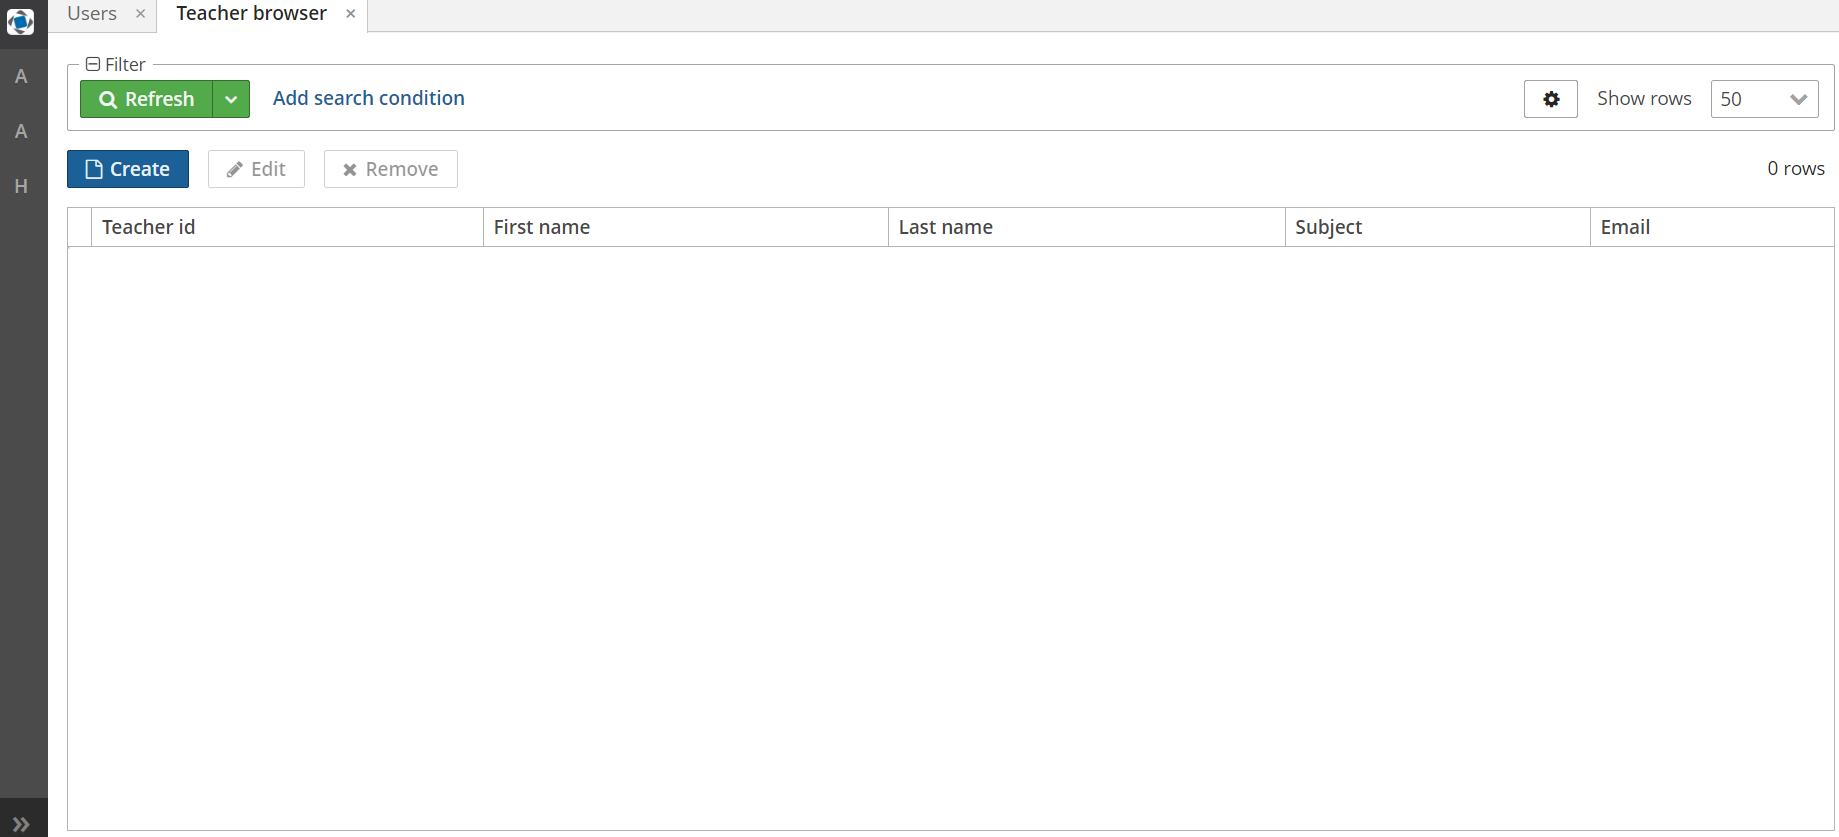 Users × Teacher browser ×
Filter
Refresh Add search condition Show rows 50
A
A
H
Create Edit Remove 0 rows
Teacher id First name Last name Subject Email